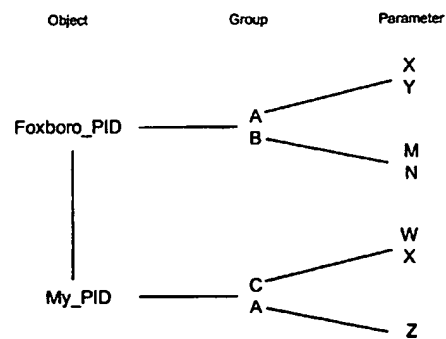 Object Group Parameter
X
Y
Foxboro_PID A
B
M
N
W
X
My_PID C
A
Z